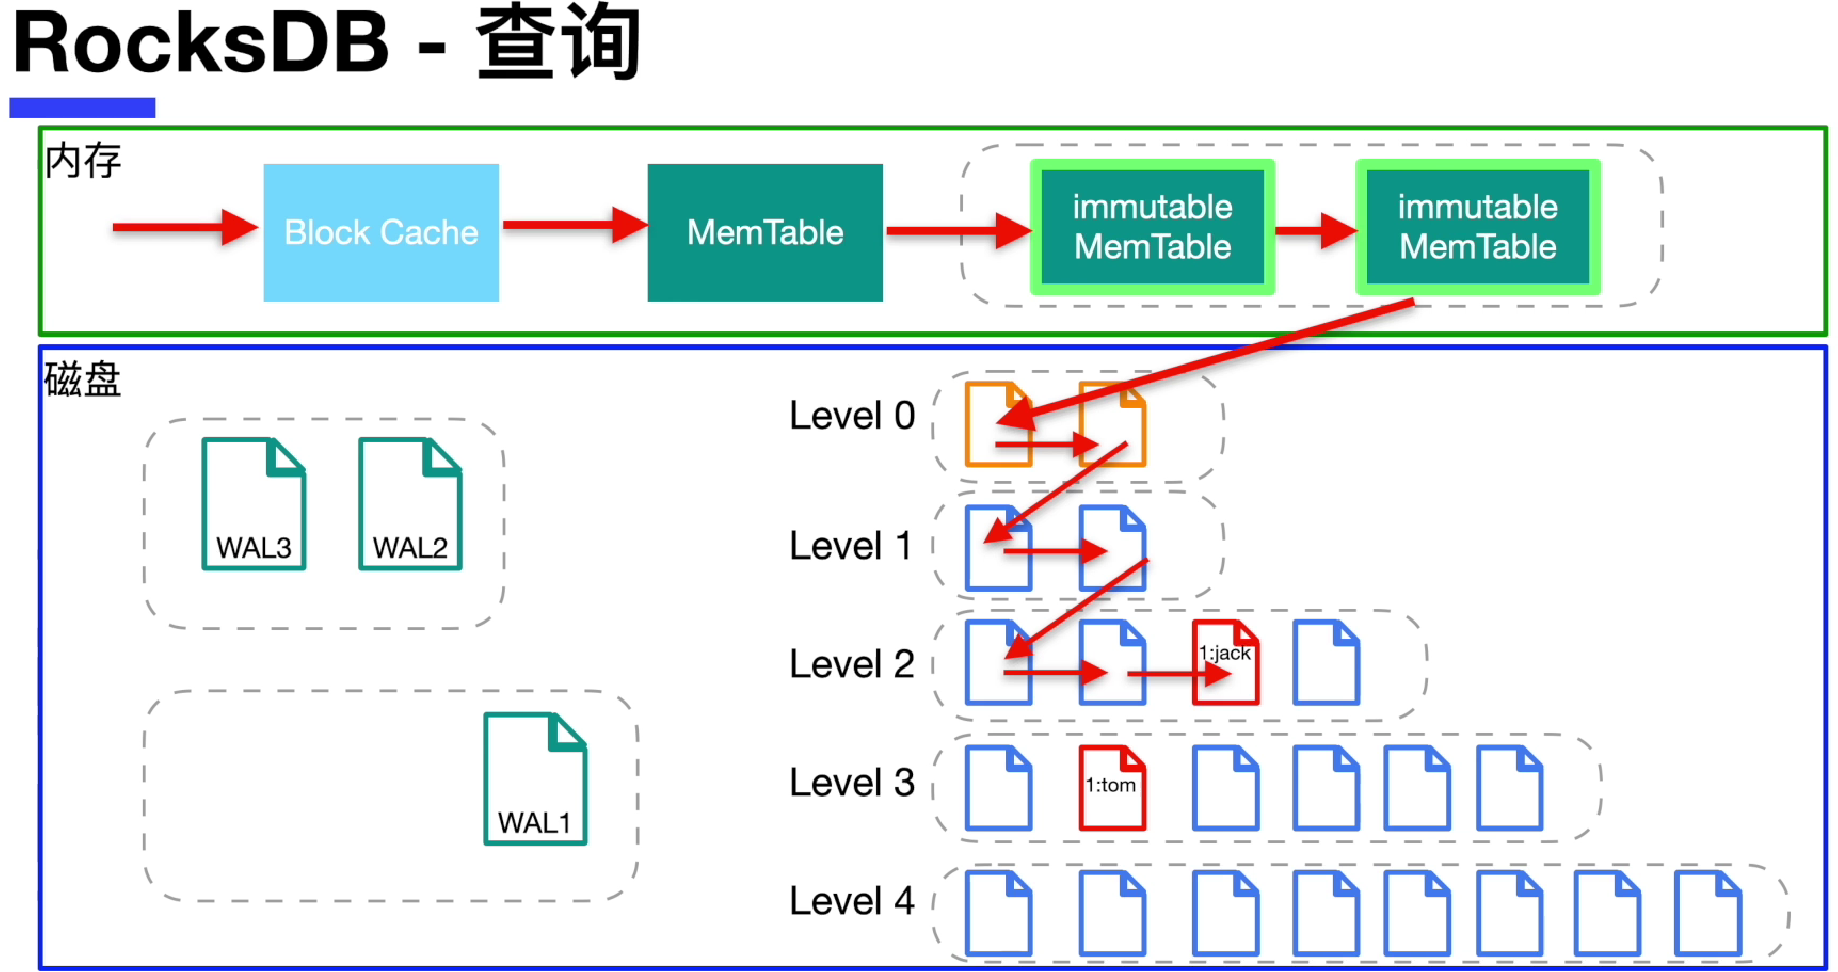 RocksDB - 查询
内存
Block Cache
MemTable
immutable
MemTable
immutable
MemTable
磁盘
WAL3
WAL2
WAL1
Level 0
Level 1
Level 2
1:jack
Level 3
1:tom
Level 4